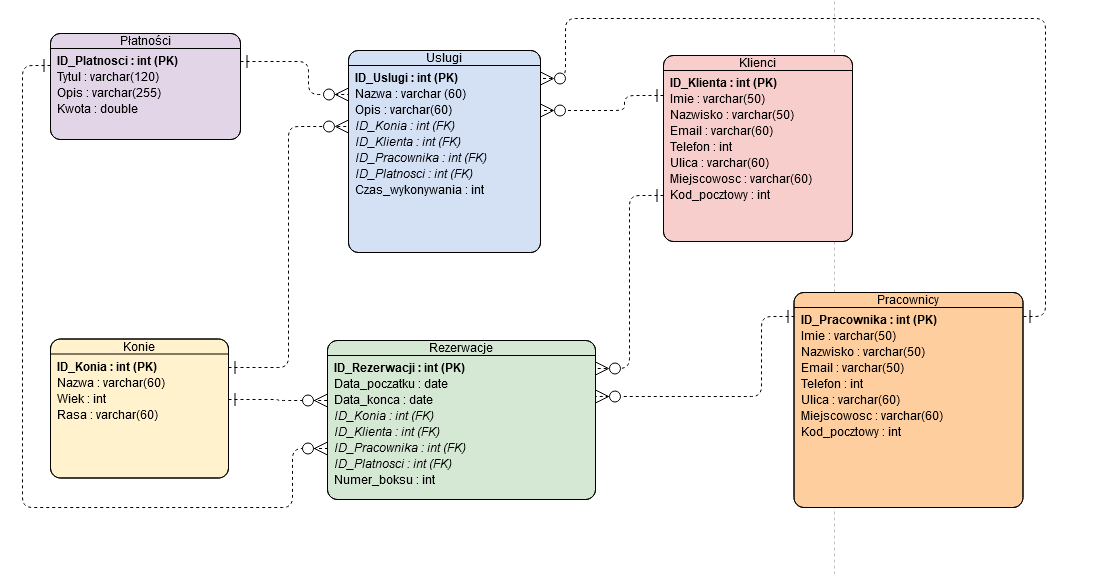 Płatności
ID_Platnosci : int (PK)
Tytul : varchar(120)
Opis : varchar(255)
Kwota : double
Uslugi
ID_Uslugi : int (PK)
Nazwa : varchar (60)
Opis : varchar(60)
ID_Konia : int (FK)
ID_Klienta : int (FK)
ID_Pracownika : int (FK)
ID_Platnosci : int (FK)
Czas_wykonywania : int
Klienci
ID_Klienta : int (PK)
Imie : varchar(50)
Nazwisko : varchar(50)
Email : varchar(60)
Telefon : int
Ulica : varchar(60)
Miejscowosc : varchar(60)
Kod_pocztowy : int
Konie
ID_Konia : int (PK)
Nazwa : varchar(60)
Wiek : int
Rasa : varchar(60)
Rezerwacje
ID_Rezerwacji : int (PK)
Data_poczatku : date
Data_konca : date
ID_Konia : int (FK)
ID_Klienta : int (FK)
ID_Pracownika : int (FK)
ID_Platnosci : int (FK)
Numer_boksu : int
Pracownicy
ID_Pracownika : int (PK)
Imie : varchar(50)
Nazwisko : varchar(50)
Email : varchar(50)
Telefon : int
Ulica : varchar(60)
Miejscowosc : varchar(60)
Kod_pocztowy : int